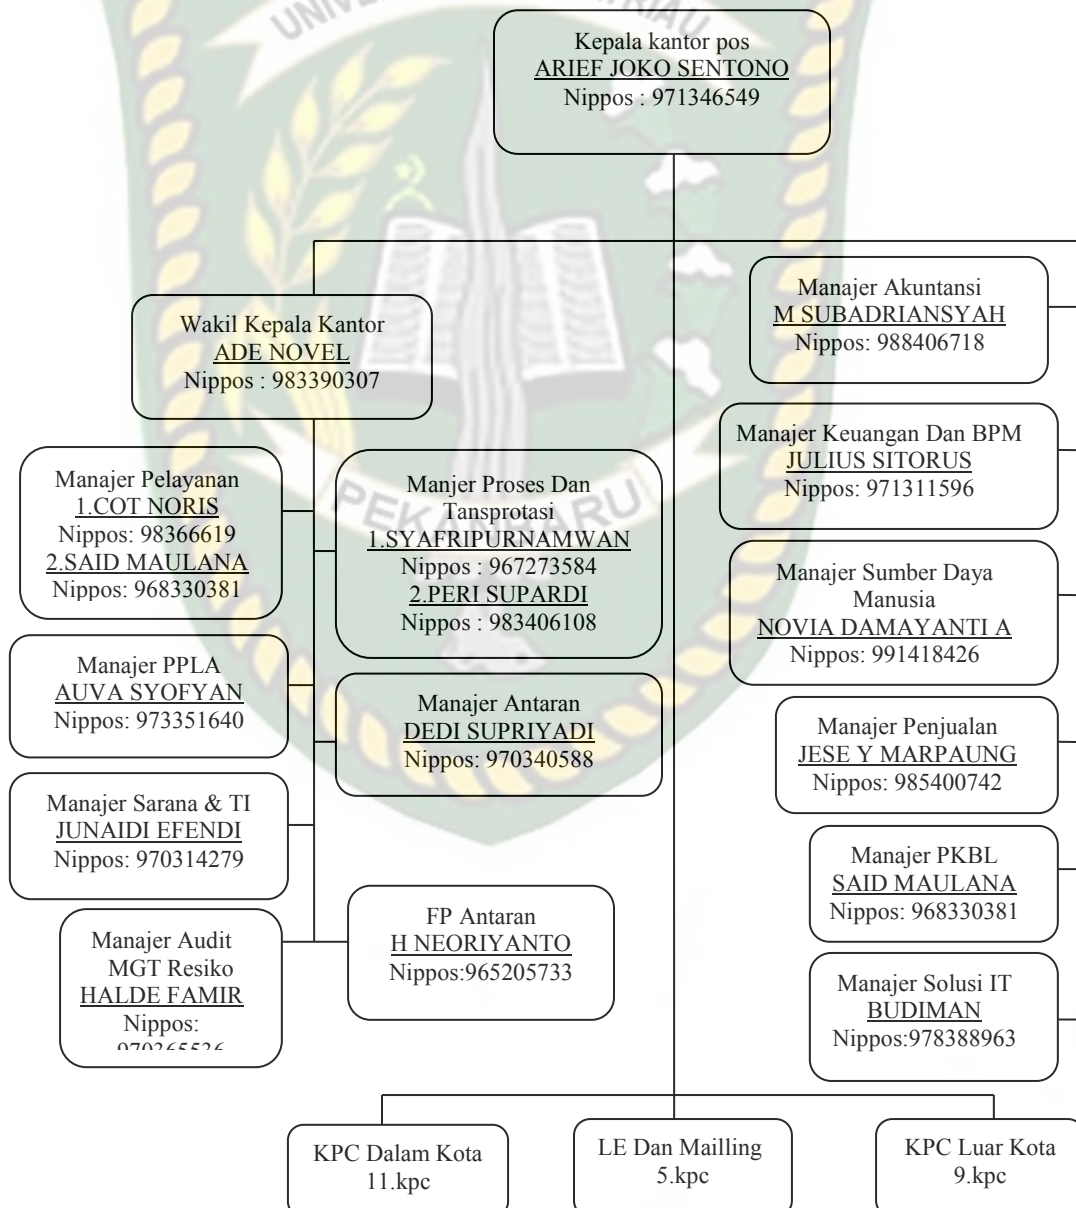 Kepala kantor pos
ARIEF JOKO SENTONO
Nippos : 971346549
Wakil Kepala Kantor
ADE NOVEL
Nippos : 983390307
Manajer Akuntansi
M SUBADRIANSYAH
Nippos: 988406718
Manajer Keuangan Dan BPM
JULIUS SITORUS
Nippos: 971311596
Manajer Pelayanan
1.COT NORIS
Nippos: 98366619
2.SAID MAULANA
Nippos: 968330381
Manjer Proses Dan
Tansprotasi
1.SYAFRIPURNAMWAN
Nippos : 967273584
2.PERI SUPARDI
Nippos : 983406108
Manajer Sumber Daya
Manusia
NOVIA DAMAYANTI A
Nippos: 991418426
Manajer PPLA
AUVA SYOFYAN
Nippos: 973351640
Manajer Antaran
DEDI SUPRIYADI
Nippos: 970340588
Manajer Penjualan
JESE Y MARPAUNG
Nippos: 985400742
Manajer Sarana & TI
JUNAIDI EFENDI
Nippos: 970314279
Manajer PKBL
SAID MAULANA
Nippos: 968330381
Manajer Audit
MGT Resiko
HALDE FAMIR
Nippos:
FP Antaran
H NEORIYANTO
Nippos:965205733
Manajer Solusi IT
BUDIMAN
Nippos:978388963
KPC Dalam Kota
11.kpc
LE Dan Mailling
5.kpc
KPC Luar Kota
9.kpc
PEKANBARU